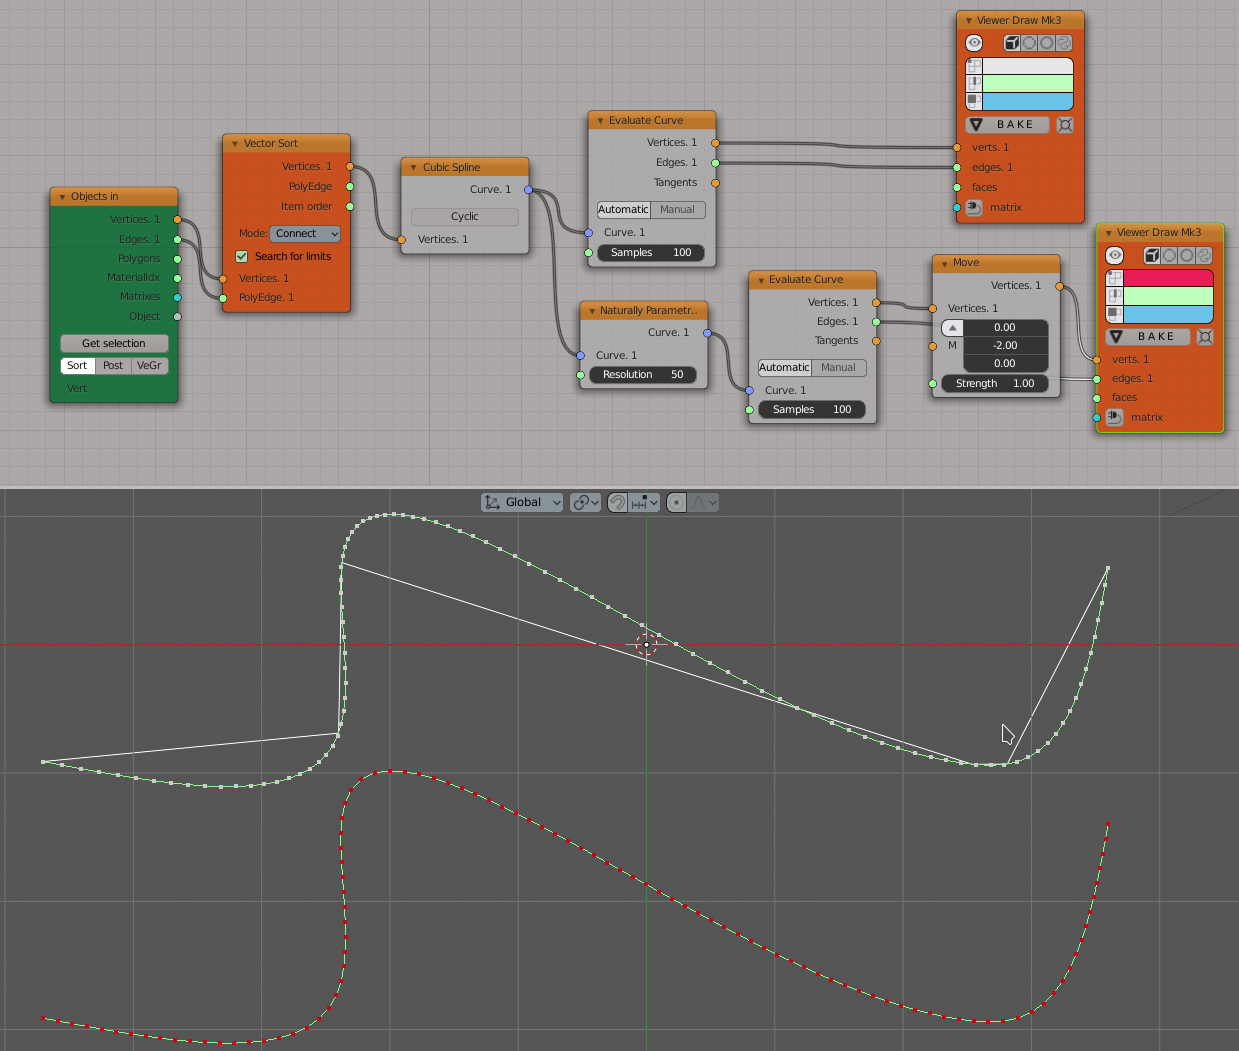 Objects in
Vertices. 1
Edges. 1
Polygons
MaterialIdx
Matrixes
Object
Get selection
Sort Post VeGr
Vert
Vector Sort
Vertices. 1
PolyEdge
Item order
Mode: Connect
Search for limits
Vertices. 1
PolyEdge. 1
Cubic Spline
Curve. 1
Cyclic
Vertices. 1
Evaluate Curve
Vertices. 1
Edges. 1
Tangents
Automatic Manual
Curve. 1
Samples 100
Naturally Parametr..
Curve. 1
Curve. 1
Resolution 50
Evaluate Curve
Vertices. 1
Edges. 1
Tangents
Automatic Manual
Curve. 1
Samples 100
Viewer Draw Mk3
BAKE
verts. 1
edges. 1
faces
matrix
Move
Vertices. 1
Vertices. 1
0.00
M -2.00
0.00
Strength 1.00
Viewer Draw Mk3
BAKE
verts. 1
edges. 1
faces
matrix
Global